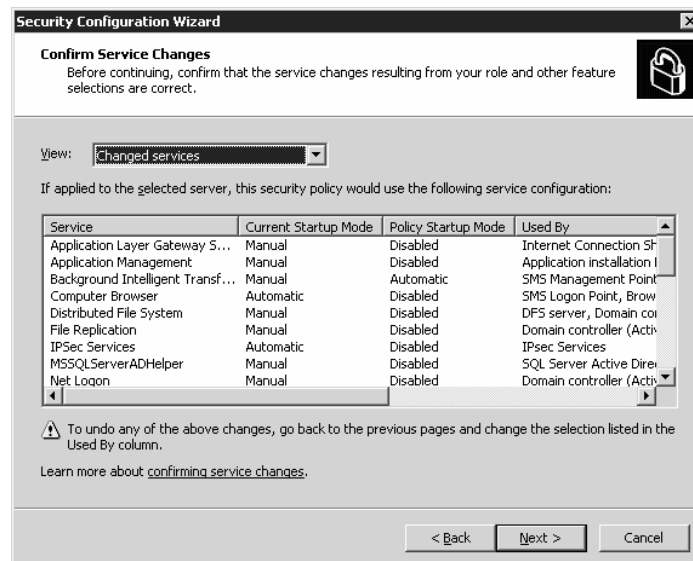 Security Configuration Wizard
Confirm Service Changes
Before continuing, confirm that the service changes resulting from your role and other feature
selections are correct.
View: Changed services
If applied to the selected server, this security policy would use the following service configuration:
Service Current Startup Mode Policy Startup Mode Used By
Application Layer Gateway S... Manual Disabled Internet Connection Sh
Application Management Manual Disabled Application installation
Background Intelligent Transf... Manual Automatic SMS Management Point
Computer Browser Automatic Disabled SMS Logon Point, Brow
Distributed File System Manual Disabled DFS server, Domain con
File Replication Manual Disabled Domain controller (Activ
IPSec Services Automatic Disabled IPsec Services
MSSQLServerADHelper Manual Disabled SQL Server Active Dire
Net Logon Manual Disabled Domain controller (Activ
To undo any of the above changes, go back to the previous pages and change the selection listed in the
Used By column.
Learn more about confirming service changes.
< Back Next > Cancel